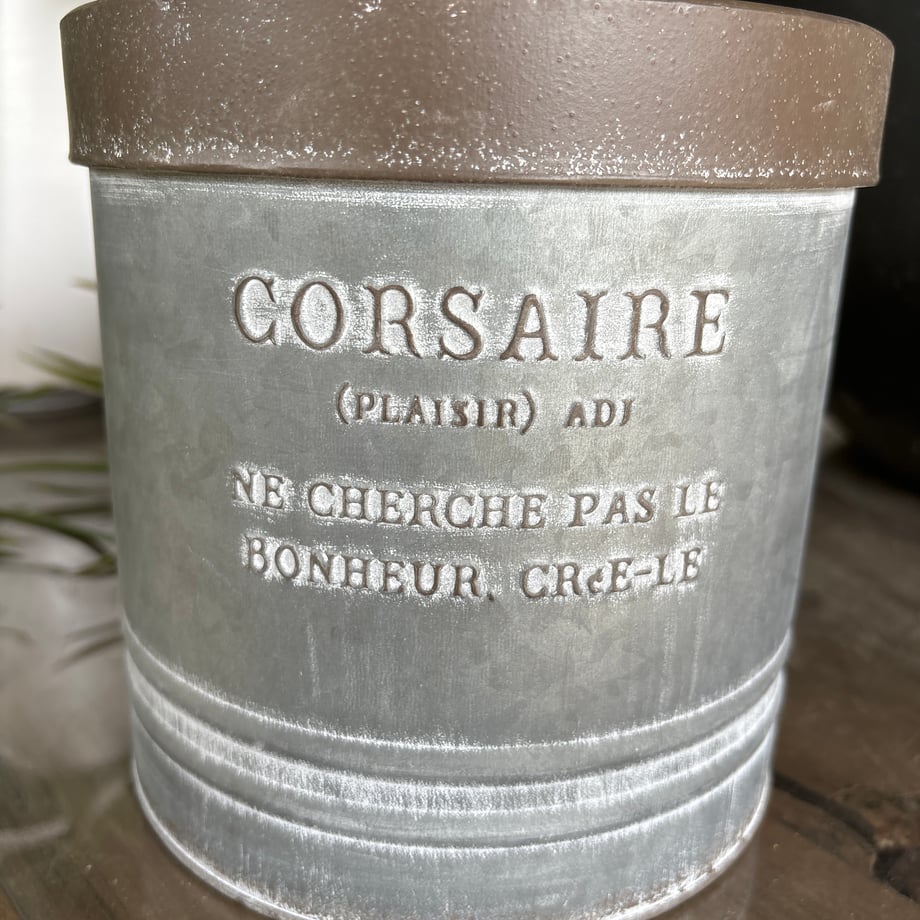 CORSAIRE
(PLAISIR) ADJ
NE CHERCHE PAS LE
BONHEUR. CRéE-LE